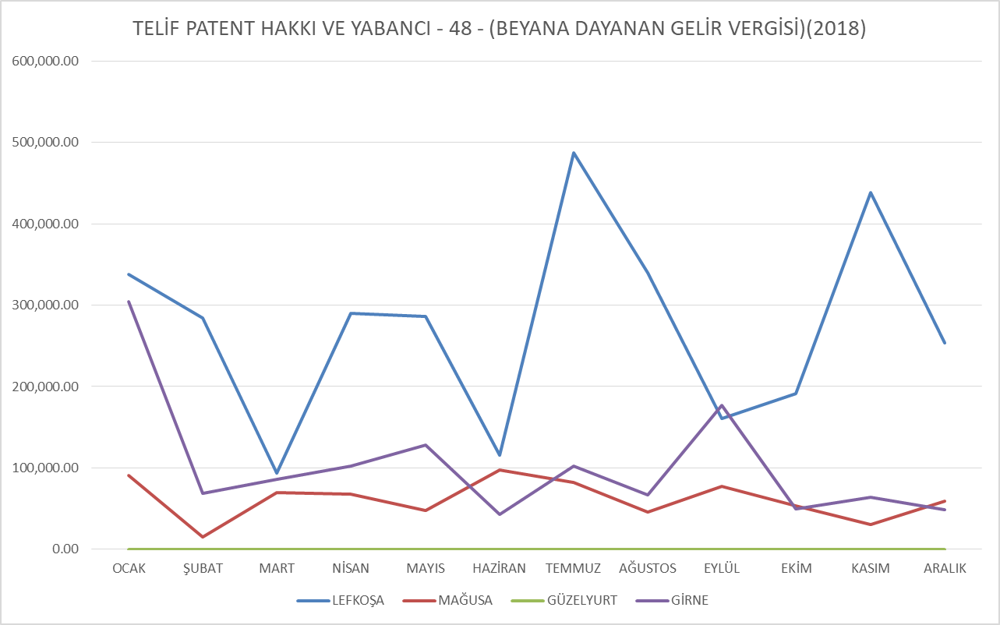 TELİF PATENT HAKKI VE YABANCI - 48 - (BEYANA DAYANAN GELİR VERGİSİ)(2018)
600,000.00
500,000.00
400,000.00
300,000.00
200,000.00
100,000.00
0.00
OCAK ŞUBAT MART NİSAN MAYIS HAZİRAN TEMMUZ AĞUSTOS EYLÜL EKİM KASIM ARALIK
LEFKOŞA MAĞUSA GÜZELYURT GİRNE